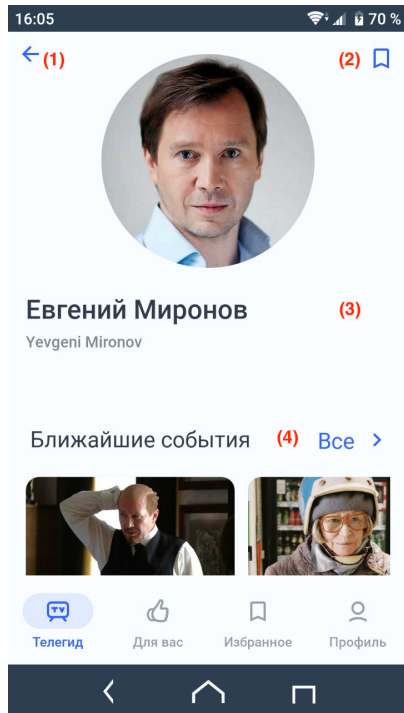 16:05 70 %
(1) (2)
Евгений Миронов (3)
Yevgeni Mironov
Ближайшие события (4) Все
TV
Телегид Для вас Избранное Профиль